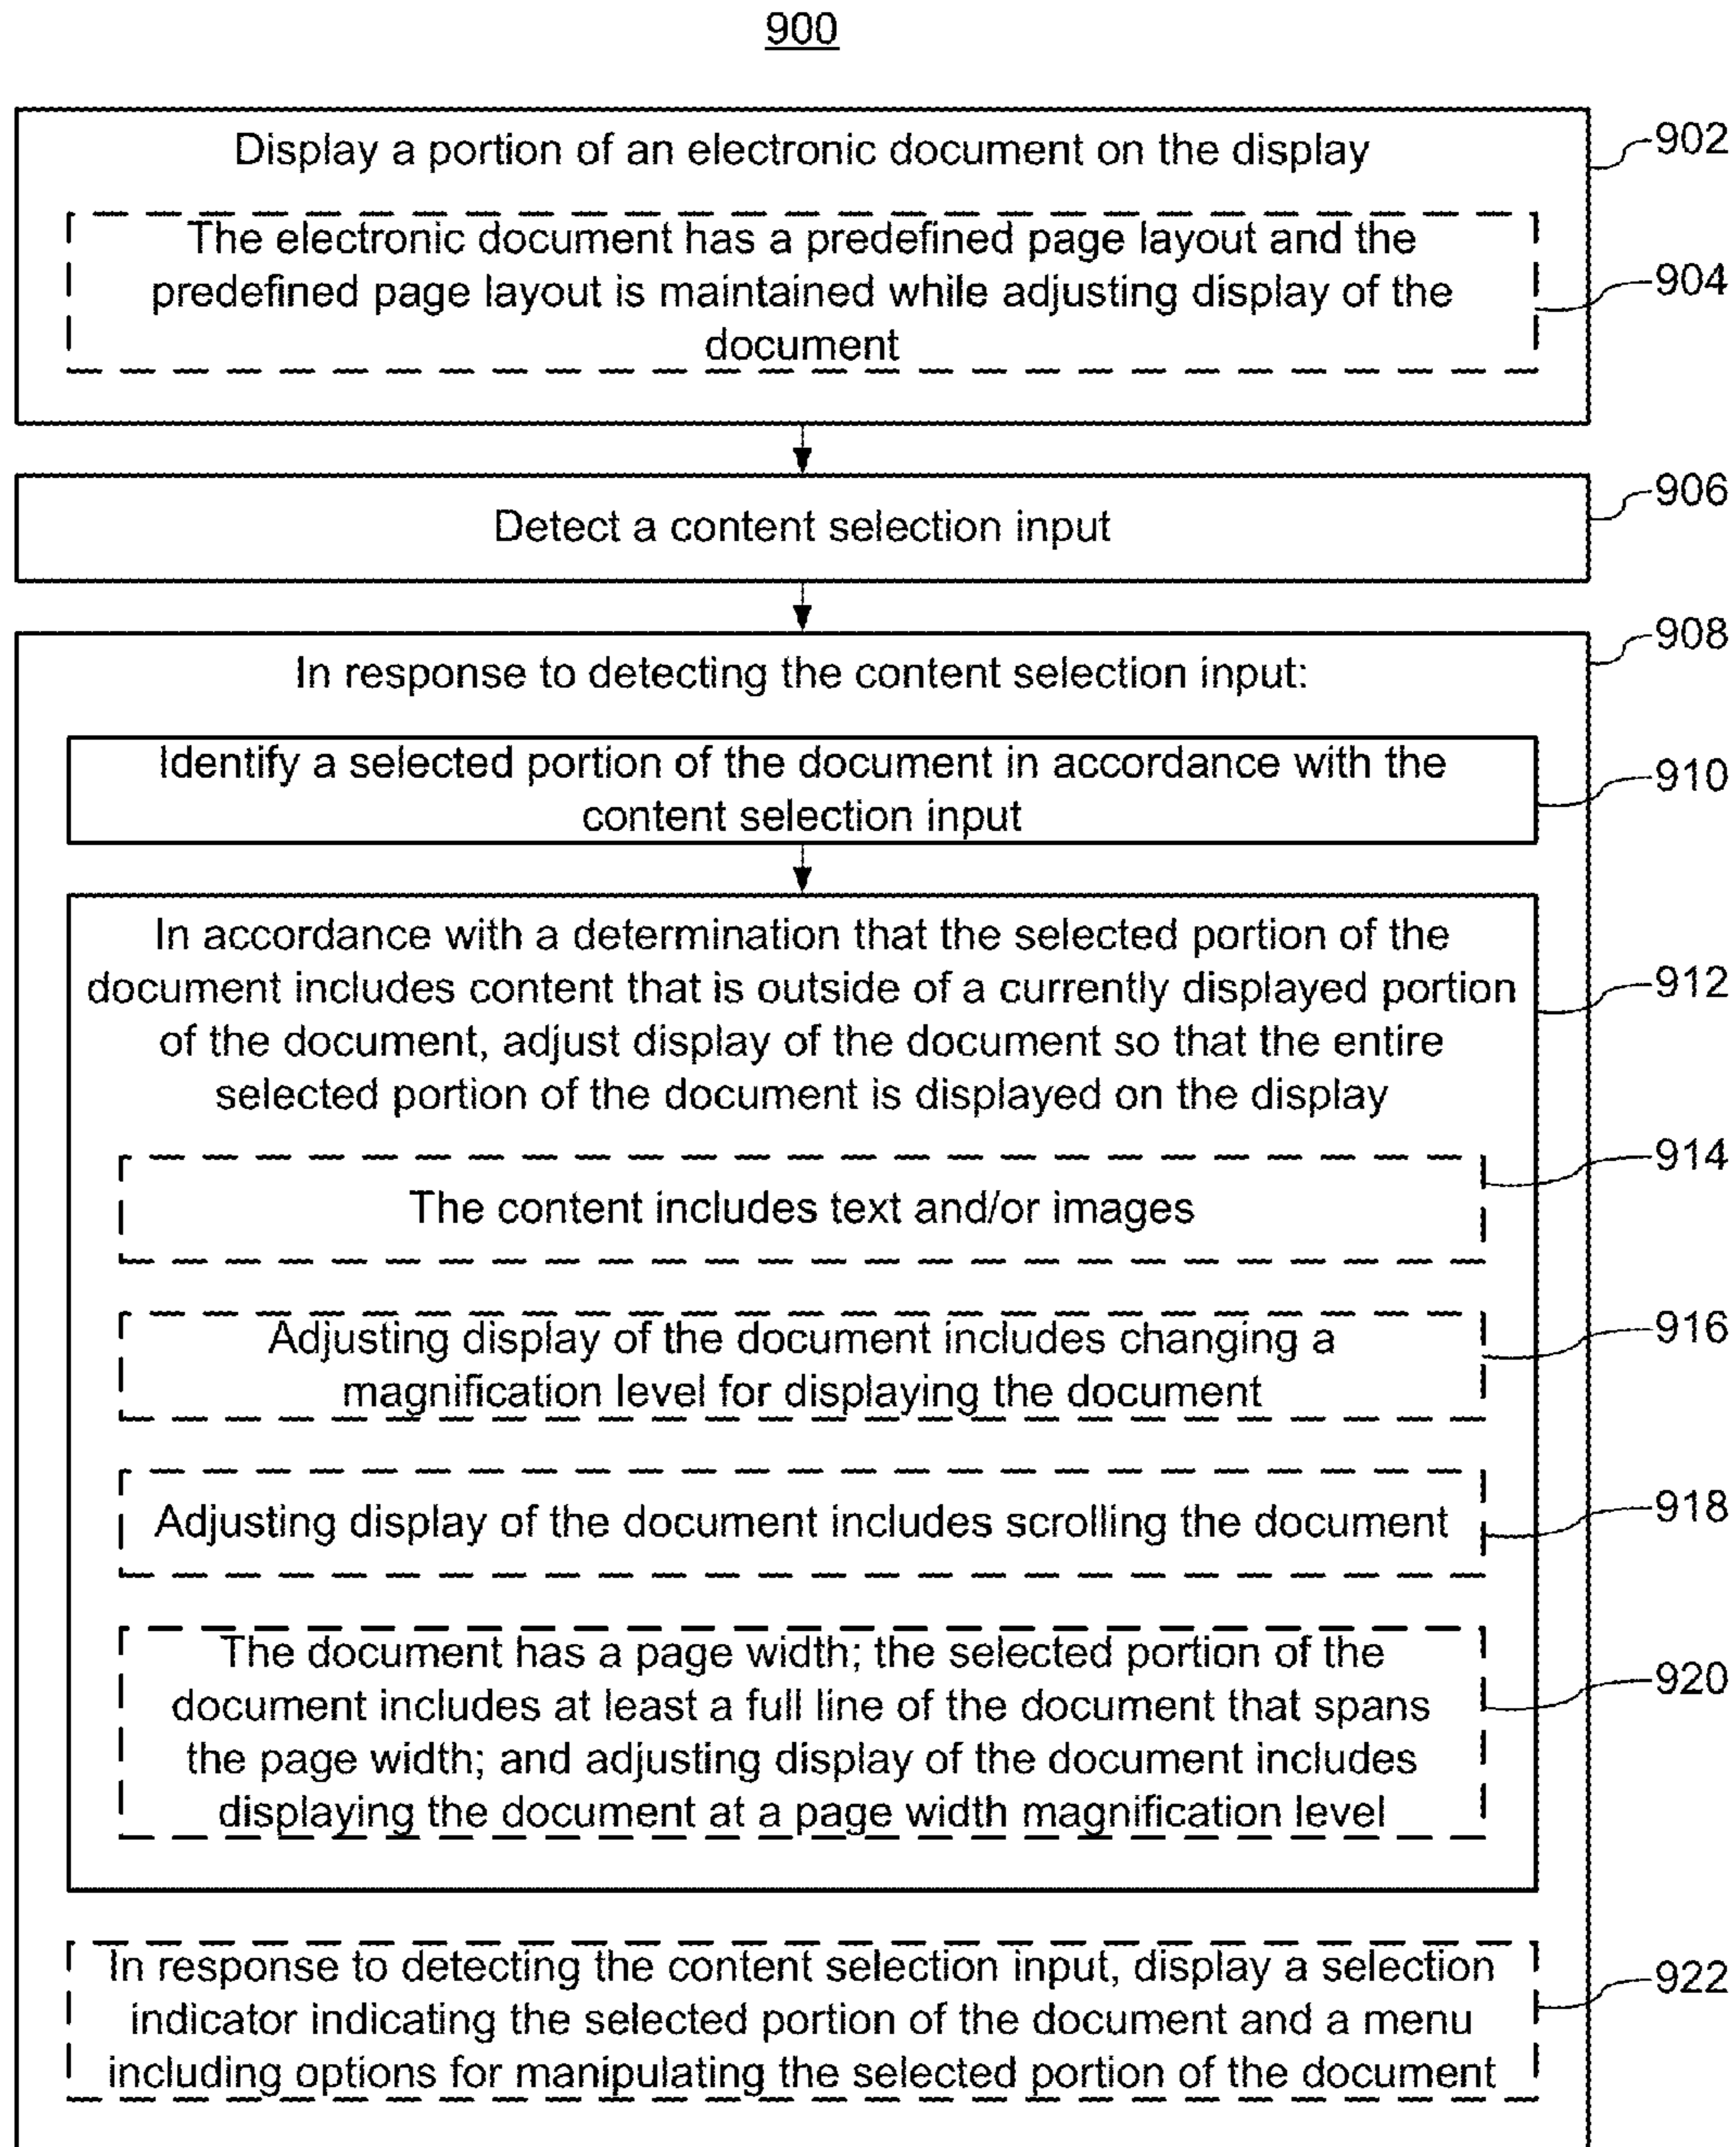 900
Display a portion of an electronic document on the display
902
The electronic document has a predefined page layout and the
predefined page layout is maintained while adjusting display of the
document
904
Detect a content selection input
906
In response to detecting the content selection input:
908
Identify a selected portion of the document in accordance with the
content selection input
910
In accordance with a determination that the selected portion of the
document includes content that is outside of a currently displayed portion
of the document, adjust display of the document so that the entire
selected portion of the document is displayed on the display
912
The content includes text and/or images
914
Adjusting display of the document includes changing a
magnification level for displaying the document
916
Adjusting display of the document includes scrolling the document
918
The document has a page width; the selected portion of the
document includes at least a full line of the document that spans
the page width; and adjusting display of the document includes
displaying the document at a page width magnification level
920
In response to detecting the content selection input, display a selection
indicator indicating the selected portion of the document and a menu
including options for manipulating the selected portion of the document
922